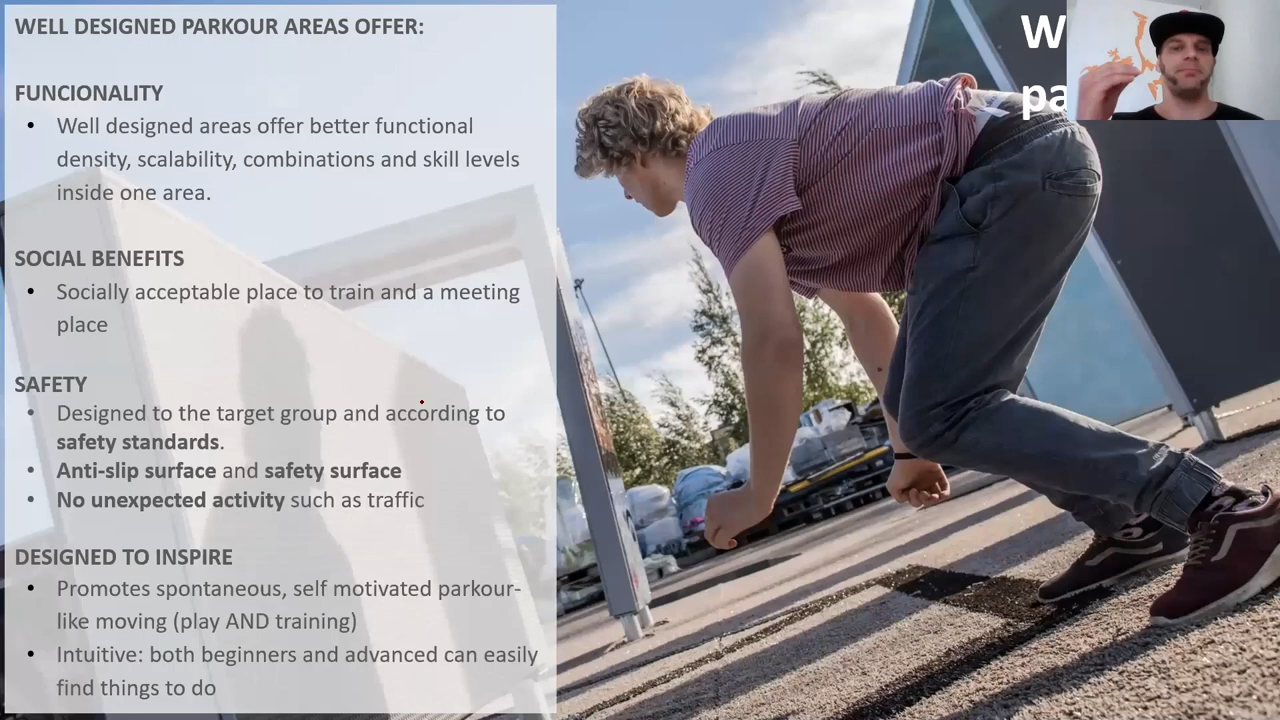 WELL DESIGNED PARKOUR AREAS OFFER:
FUNCIONALITY
• Well designed areas offer better functional
density, scalability, combinations and skill levels
inside one area.
SOCIAL BENEFITS
• Socially acceptable place to train and a meeting
place
SAFETY
• Designed to the target group and according to
safety standards.
• Anti-slip surface and safety surface
• No unexpected activity such as traffic
DESIGNED TO INSPIRE
• Promotes spontaneous, self motivated parkour-
like moving (play AND training)
• Intuitive: both beginners and advanced can easily
find things to do